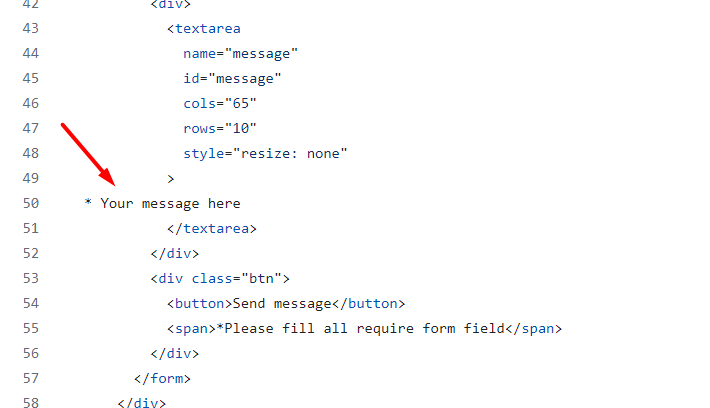 42 <div>
43 <textarea
44 name="message"
45 id="message"
46 cols="65"
47 rows="10"
48 style="resize: none"
49 >
50 * Your message here
51 </textarea>
52 </div>
53 <div class="btn">
54 <button>Send message</button>
55 <span>*Please fill all require form field</span>
56 </div>
57 </form>
58 </div>